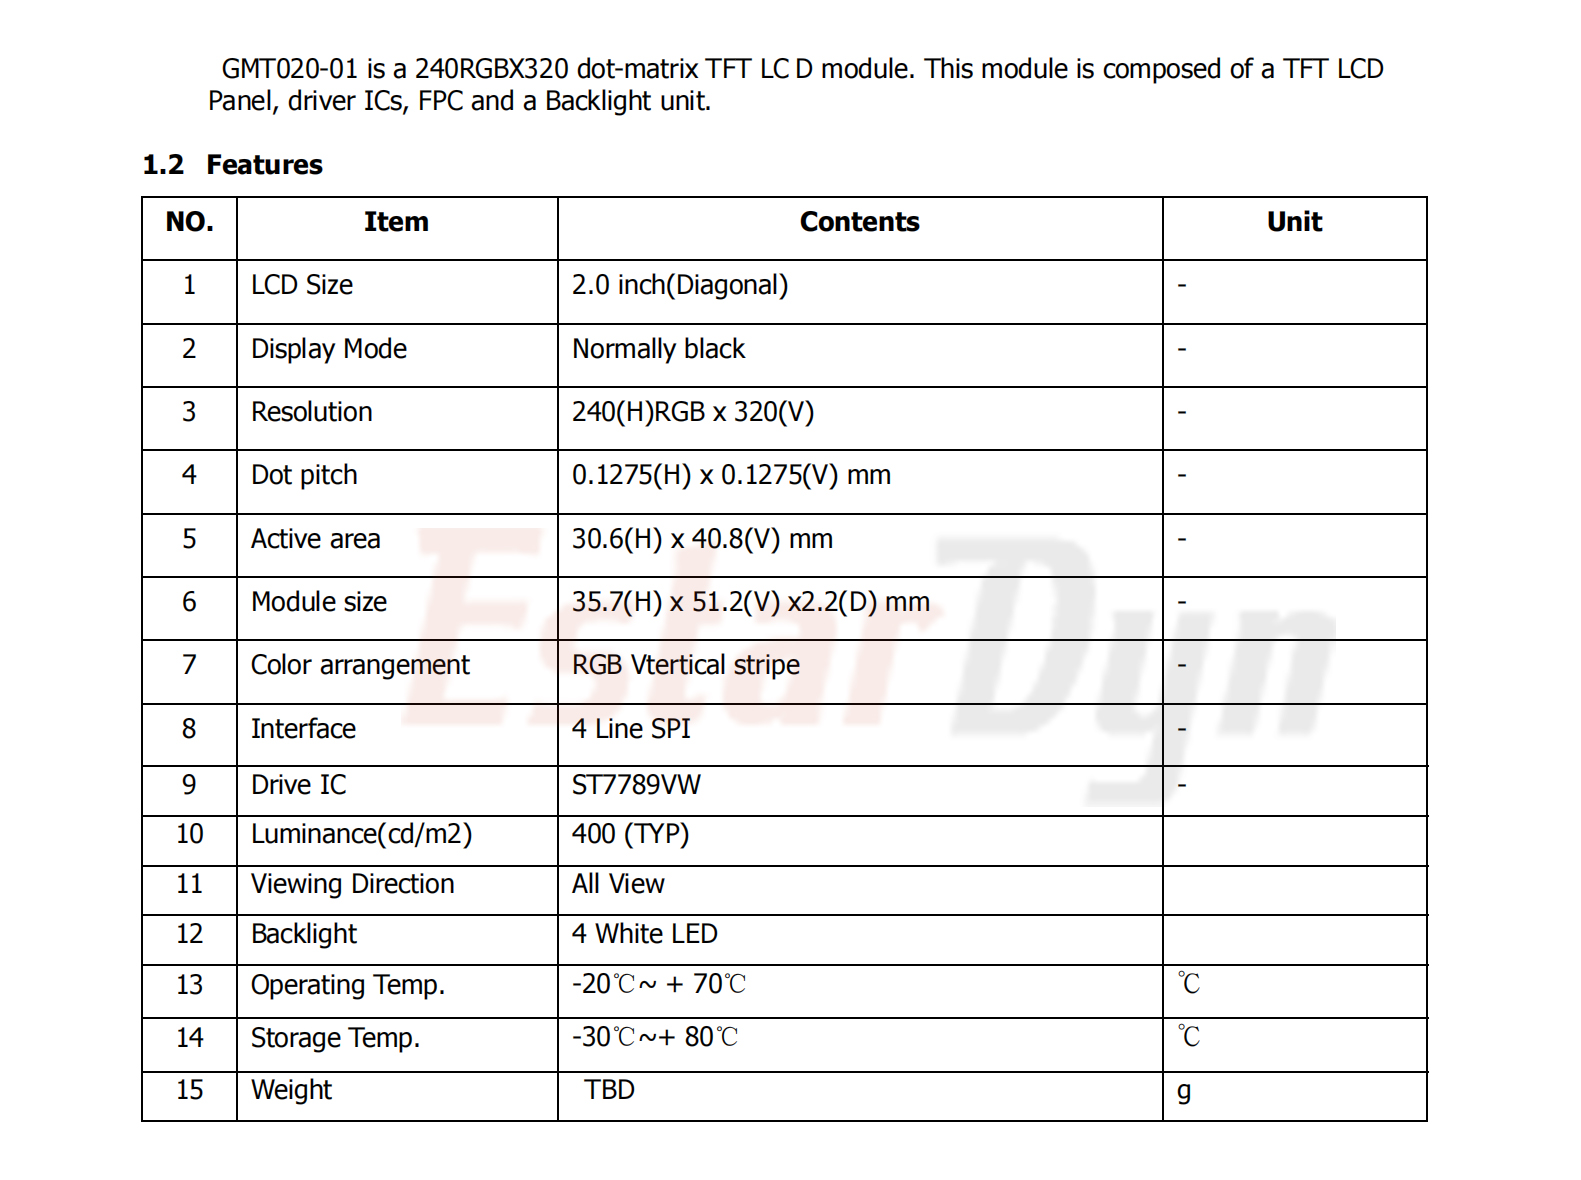 GMT020-01 is a 240RGBX320 dot-matrix TFT LC D module. This module is composed of a TFT LCD
Panel, driver ICs, FPC and a Backlight unit.
1.2 Features
NO. Item Contents Unit
1 LCD Size 2.0 inch(Diagonal) -
2 Display Mode Normally black -
3 Resolution 240(H)RGB x 320(V) -
4 Dot pitch 0.1275(H) x 0.1275(V) mm -
5 Active area 30.6(H) x 40.8(V) mm -
6 Module size 35.7(H) x 51.2(V) x2.2(D) mm -
7 Color arrangement RGB Vtertical stripe -
8 Interface 4 Line SPI -
9 Drive IC ST7789VW -
10 Luminance(cd/m2) 400 (TYP)
11 Viewing Direction All View
12 Backlight 4 White LED
13 Operating Temp. -20℃~ + 70℃ ℃
14 Storage Temp. -30℃~+ 80℃ ℃
15 Weight TBD g
EstarDyn